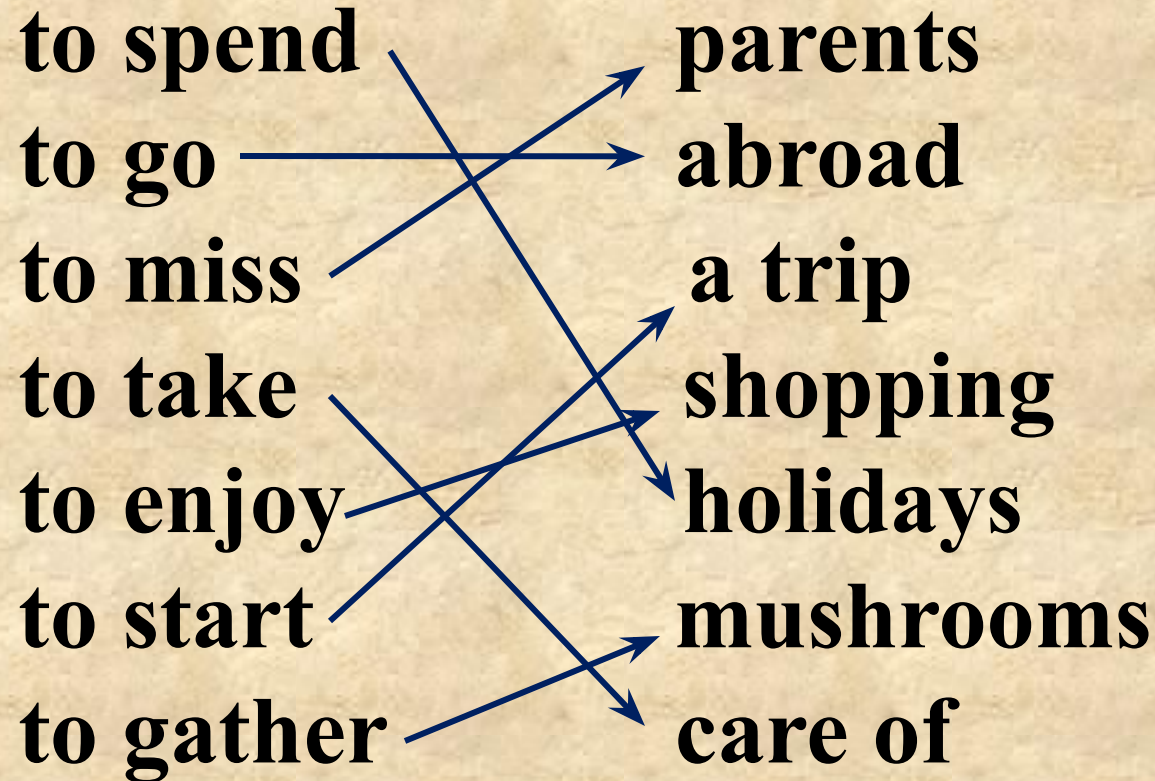 to spend parents
to go abroad
to miss a trip
to take shopping
to enjoy holidays
to start mushrooms
to gather care of